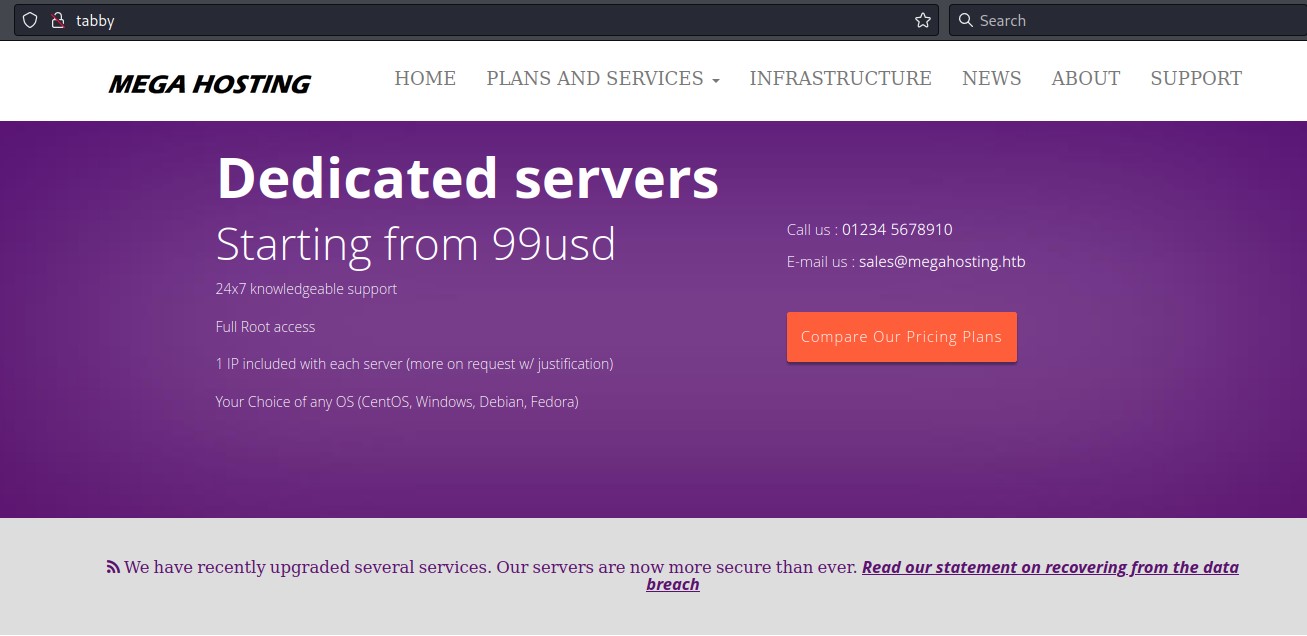 tabby
Search
MEGA HOSTING
HOME
PLANS AND SERVICES
INFRASTRUCTURE
NEWS
ABOUT
SUPPORT
Dedicated servers
Starting from 99usd
24x7 knowledgeable support
Full Root access
1 IP included with each server (more on request w/ justification)
Your Choice of any OS (CentOS, Windows, Debian, Fedora)
Call us : 01234 5678910
E-mail us : sales@megahosting.htb
Compare Our Pricing Plans
We have recently upgraded several services. Our servers are now more secure than ever. Read our statement on recovering from the data
breach